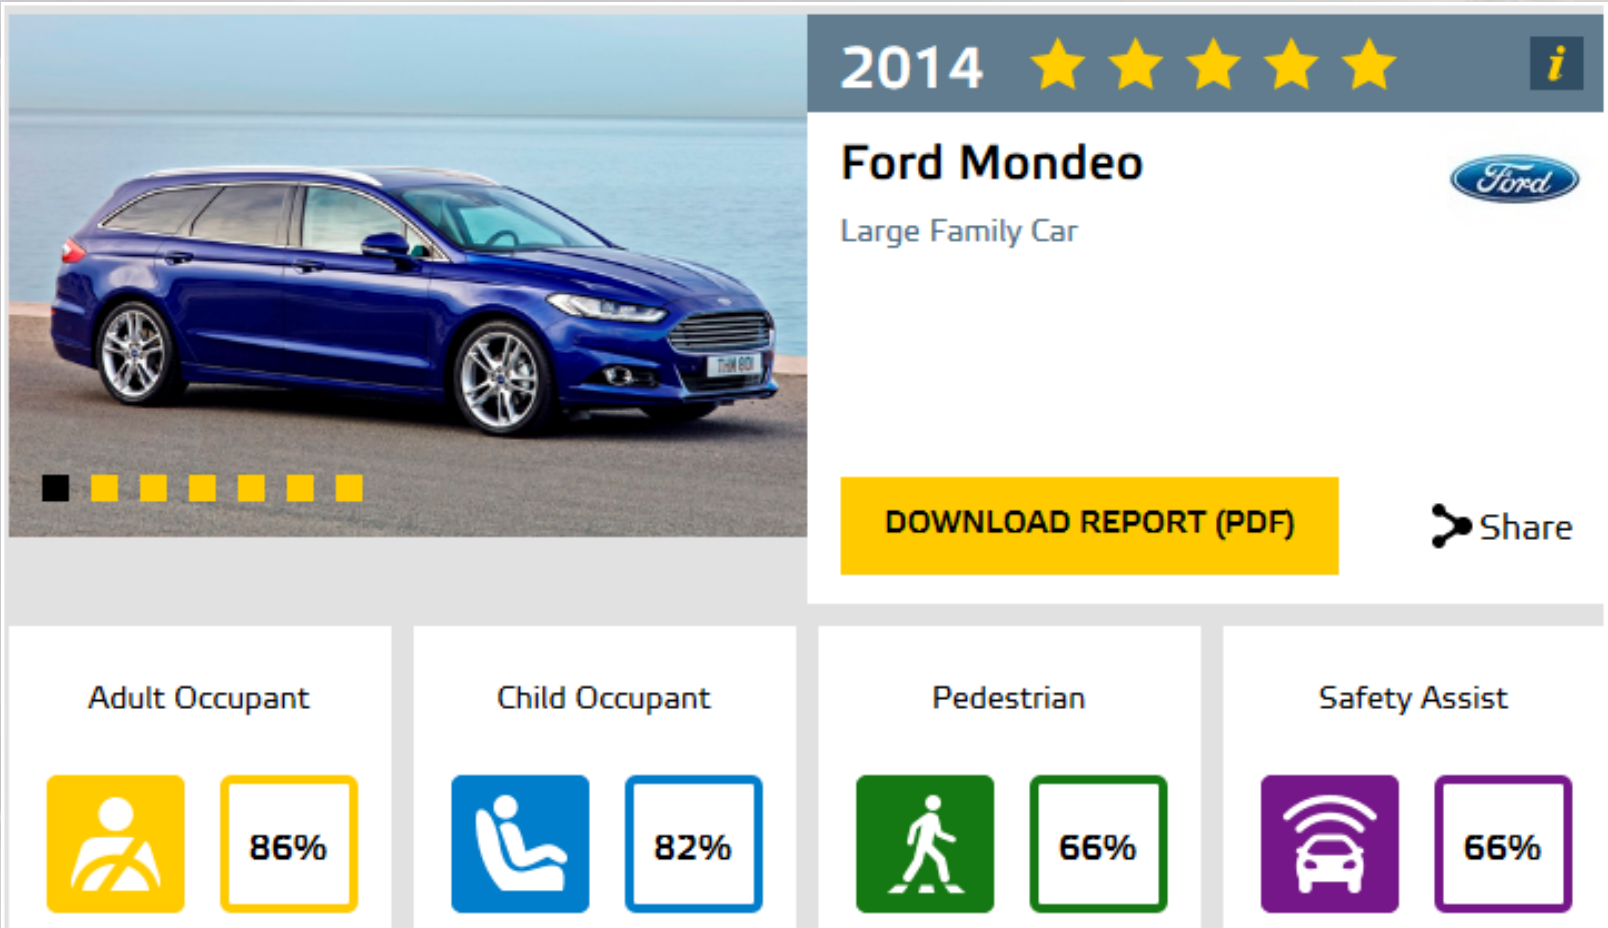 2014
i
Ford Mondeo
Ford
Large Family Car
DOWNLOAD REPORT (PDF)
Share
Adult Occupant
Child Occupant
Pedestrian
Safety Assist
86%
82%
66%
66%